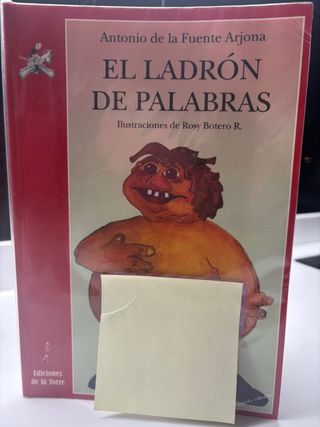 Antonio de la Fuente Arjona
EL LADRÓN
DE PALABRAS
Ilustraciones de Rosy Botero R.
Ediciones
de la Torre